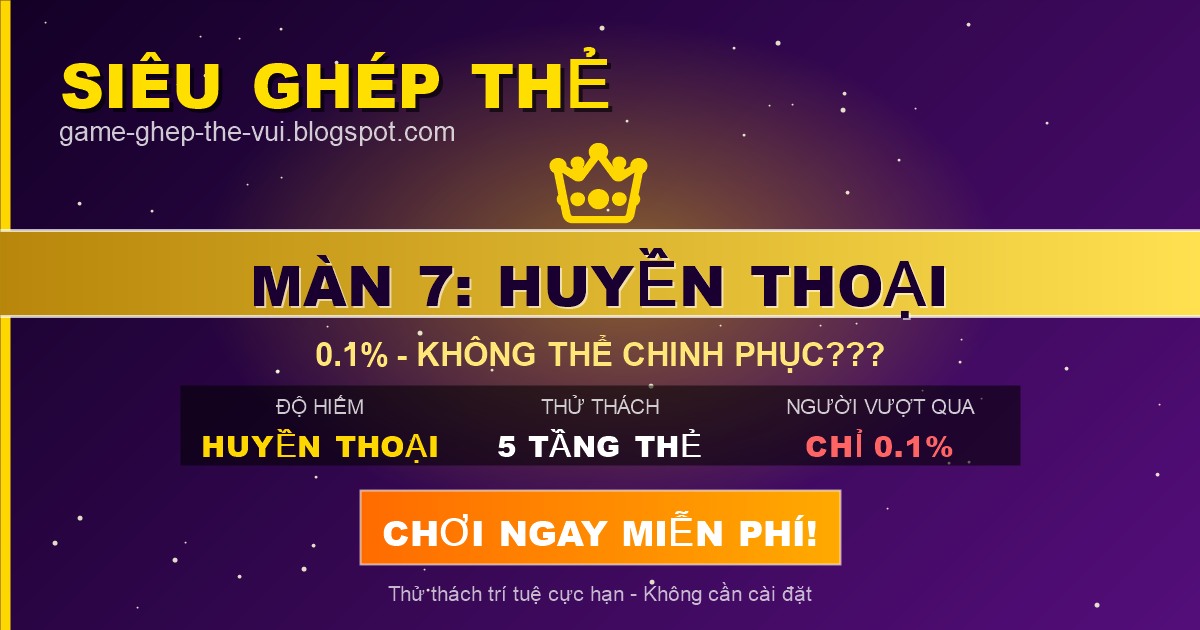 SIÊU GHÉP THẺ
game-ghep-the-vui.blogspot.com
MÀN 7: HUYỀN THOẠI
0.1% - KHÔNG THỂ CHINH PHỤC???
ĐỘ HIẾM
THỬ THÁCH
NGƯỜI VƯỢT QUA
HUYỀN THOẠI
5 TẦNG THẺ
CHỈ 0.1%
CHƠI NGAY MIỄN PHÍ!
Thử thách trí tuệ cực hạn - Không cần cài đặt